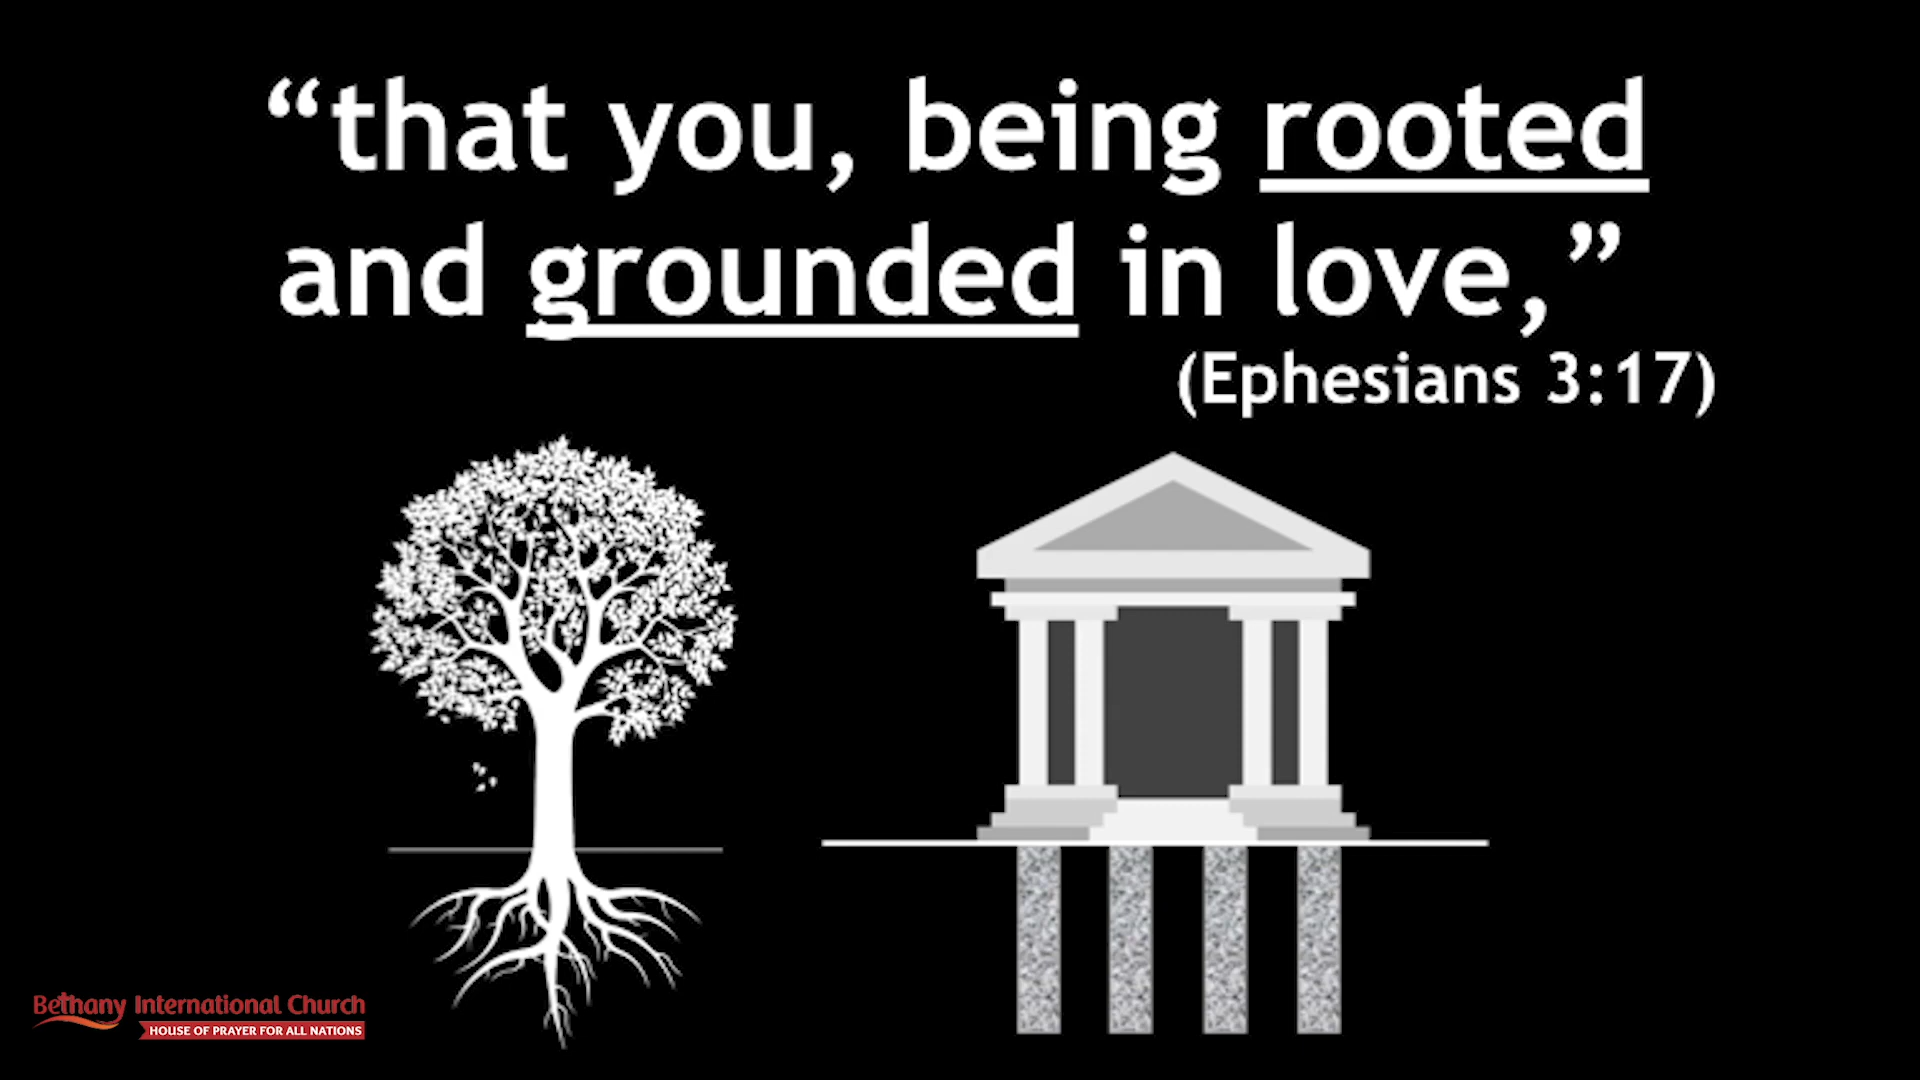 “that you, being rooted
and grounded in love,”
(Ephesians 3:17)
Bethany International Church
HOUSE OF PRAYER FOR ALL NATIONS